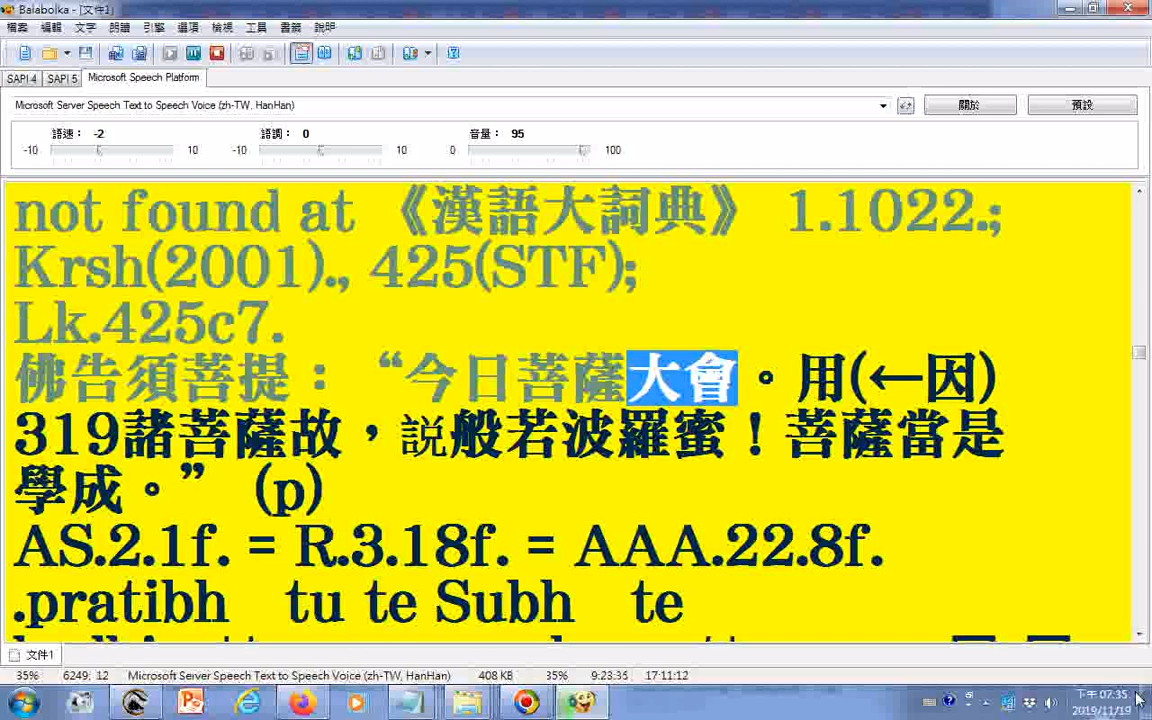 Balabolka - [文件1]
檔案 編輯 文字 朗讀 引擎 選項 檢視 工具 書籤 說明
SAPI 4 SAPI 5 Microsoft Speech Platform
Microsoft Server Speech Text to Speech Voice (zh-TW, HanHan) 關於 預設
語速： -2 語調： 0 音量： 95
-10 10 -10 10 0 100
not found at 《漢語大詞典》 1.1022.;
Krsh(2001)., 425(STF);
Lk.425c7.
佛告須菩提：“今日菩薩大會。用(←因)
319諸菩薩故，説般若波羅蜜！菩薩當是
學成。” (p)
AS.2.1f. = R.3.18f. = AAA.22.8f.
.pratibh tu te Subh te
文件1
35% 6249, 12 Microsoft Server Speech Text to Speech Voice (zh-TW, HanHan) 408 KB 35% 9:23:35 17:11:12
下午 07:35
2019/11/19